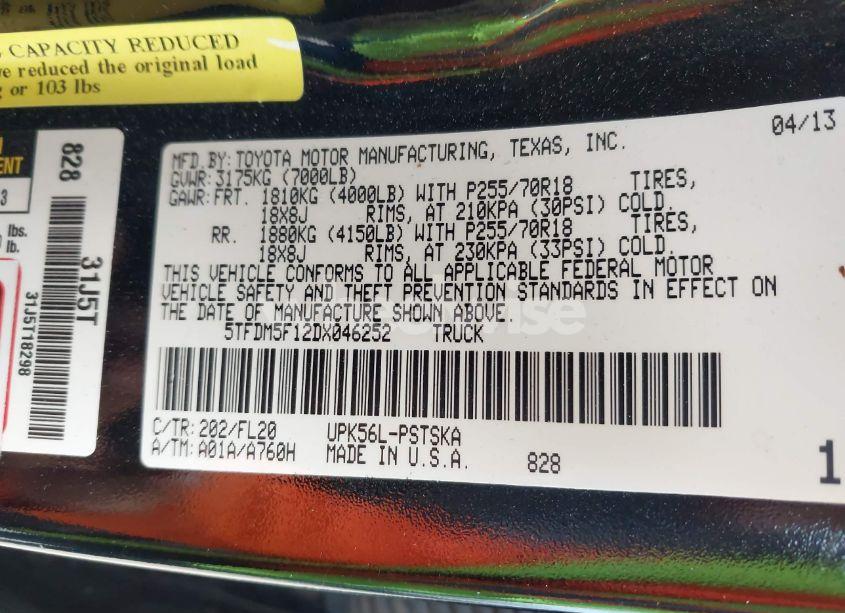 CAPACITY REDUCED
ve reduced the original load
g or 103 lbs
828
31J5T
31J5T18298
3
lbs.
lb.
04/13
MFD.BY:TOYOTA MOTOR MANUFACTURING, TEXAS, INC.
GVWR:3175KG (7000LB)
GAWR:FRT. 1810KG (4000LB) WITH P255/70R18 TIRES,
18X8J RIMS, AT 210KPA (30PSI) COLD.
RR. 1880KG (4150LB) WITH P255/70R18 TIRES,
18X8J RIMS, AT 230KPA (33PSI) COLD.
THIS VEHICLE CONFORMS TO ALL APPLICABLE FEDERAL MOTOR
VEHICLE SAFETY AND THEFT PREVENTION STANDARDS IN EFFECT ON
THE DATE OF MANUFACTURE SHOWN ABOVE.
5TFDM5F12DX046252 TRUCK
C/TR:202/FL20 UPK56L-PSTSKA
A/TM:A01A/A760H MADE IN U.S.A. 828
1